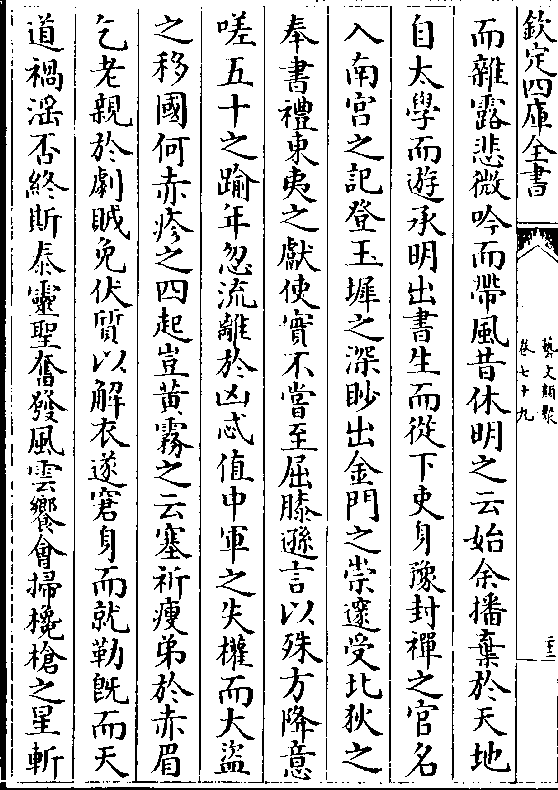 欽定四庫全書
藝文類聚
卷七十九
二十二
而雜露悲微吟而帶風昔休明之云始余播棄於天地
自太學而遊承明出書生而從下吏身豫封禪之官名
入南宮之記登玉墀之深眇出金門之崇邃受北狄之
奉書禮東夷之獻使實不嘗至屈膝遜言以殊方降意
嗟五十之踰年忽流離於凶忒值中軍之失權而大盜
之移國何赤疹之四起豈黃霧之云塞祈瘦弟於赤眉
乞老親於劇賊免伏質以解衣遂窘身而就勒旣而天
道禍淫否終斯泰靈聖奮發風雲饗會掃欃槍之星斬